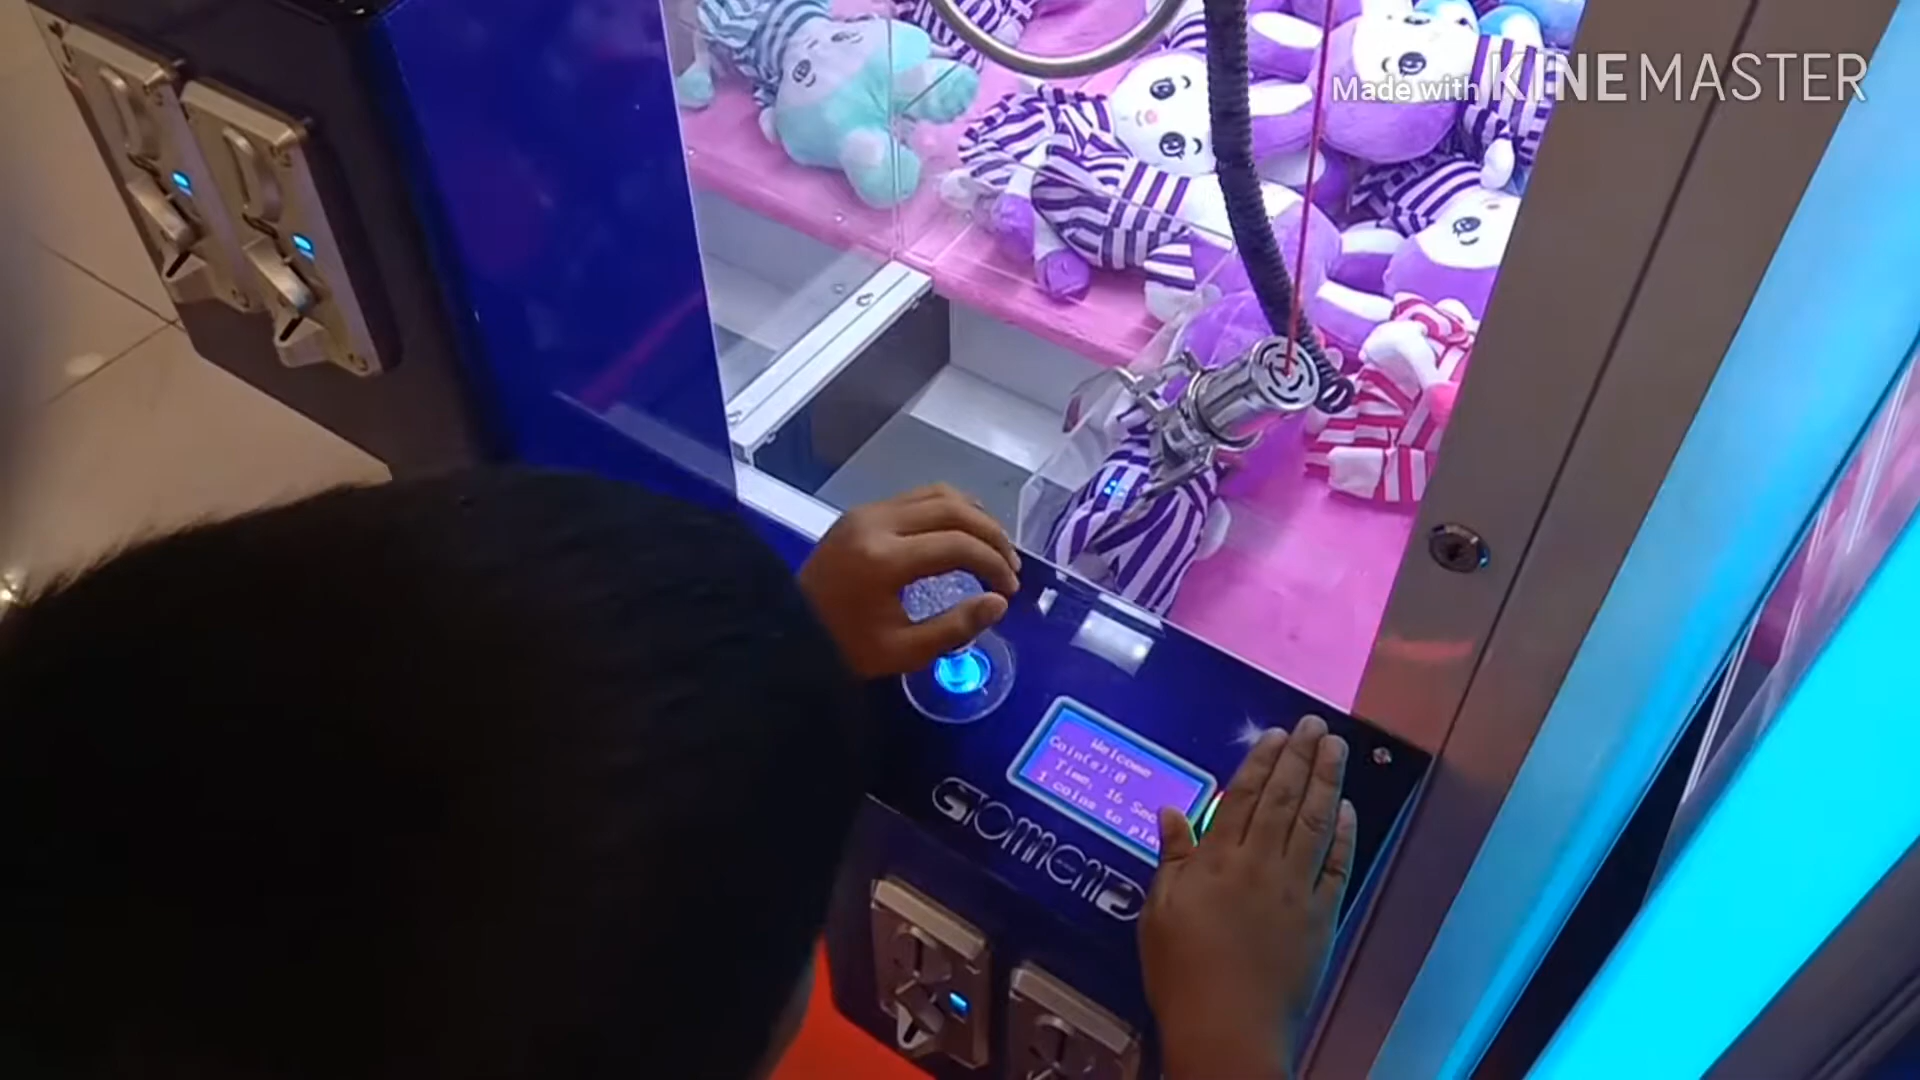 Made with KINEMASTER
Welcome
Coin(s):0
Time: 16 Sec
1 coins to play